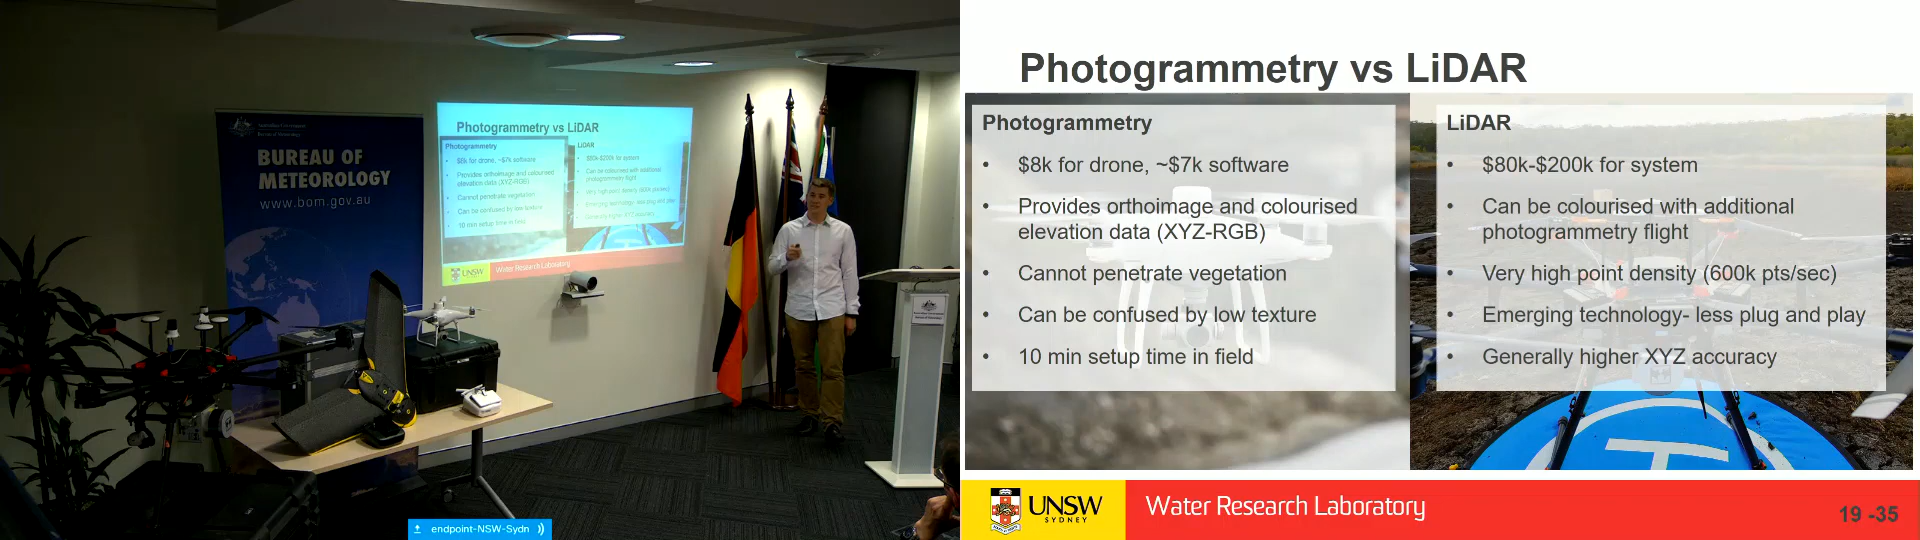 BUREAU OF
METEOROLOGY
www.bom.gov.au
Photogrammetry vs LiDAR
Photogrammetry
• $8k for drone, ~$7k software
• Provides orthoimage and colourised
elevation data (XYZ-RGB)
• Cannot penetrate vegetation
• Can be confused by low texture
• 10 min setup time in field
LiDAR
• $80k-$200k for system
• Can be colourised with additional
photogrammetry flight
• Very high point density (600k pts/sec)
• Emerging technology- less plug and play
• Generally higher XYZ accuracy
UNSW
Water Research Laboratory
endpoint-NSW-Sydn
Photogrammetry vs LiDAR
Photogrammetry
• $8k for drone, ~$7k software
• Provides orthoimage and colourised
elevation data (XYZ-RGB)
• Cannot penetrate vegetation
• Can be confused by low texture
• 10 min setup time in field
LiDAR
• $80k-$200k for system
• Can be colourised with additional
photogrammetry flight
• Very high point density (600k pts/sec)
• Emerging technology- less plug and play
• Generally higher XYZ accuracy
H
UNSW
SYDNEY
Water Research Laboratory
19 -35